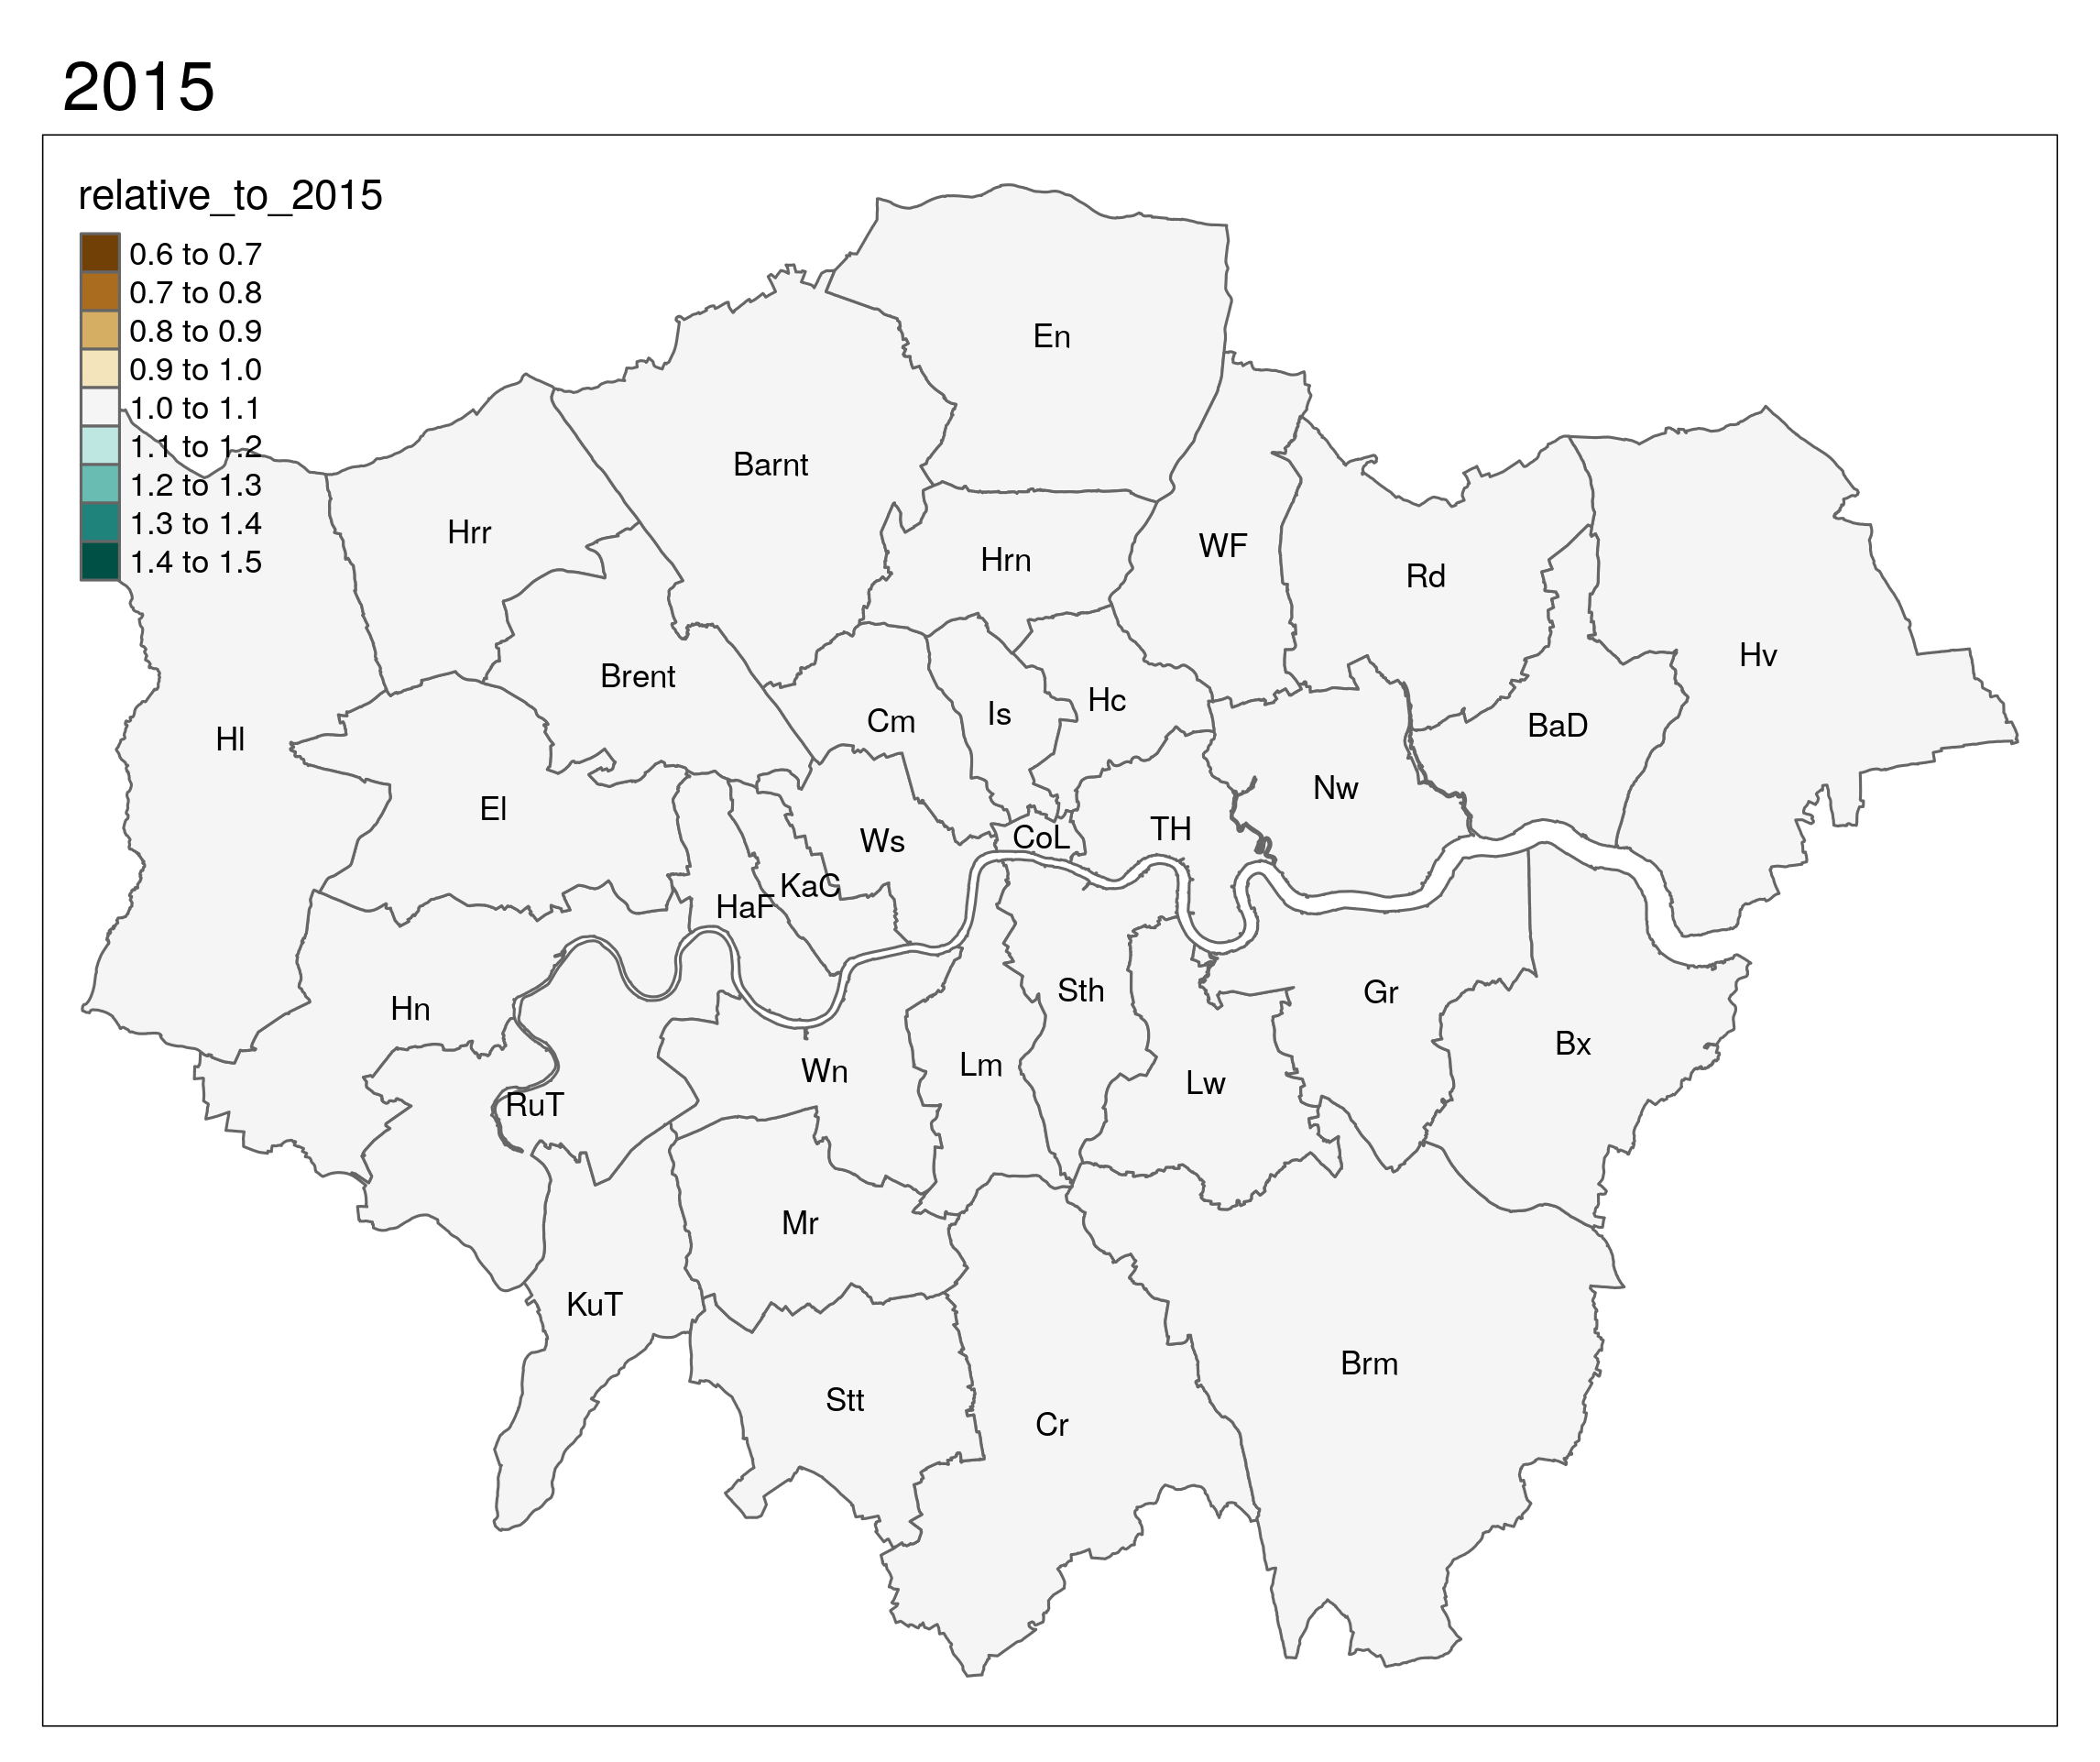 2015
relative_to_2015
0.6 to 0.7
0.7 to 0.8
0.8 to 0.9
0.9 to 1.0
1.0 to 1.1
1.1 to 1.2
1.2 to 1.3
1.3 to 1.4
1.4 to 1.5
En
Barnt
Hrr
Hrn
WF
Rd
Hv
Brent
Hl
Cm
Is
Hc
BaD
El
Nw
Ws
CoL
TH
KaC
HaF
Hn
Sth
Gr
Bx
Wn
Lm
Lw
RuT
Mr
KuT
Brm
Stt
Cr